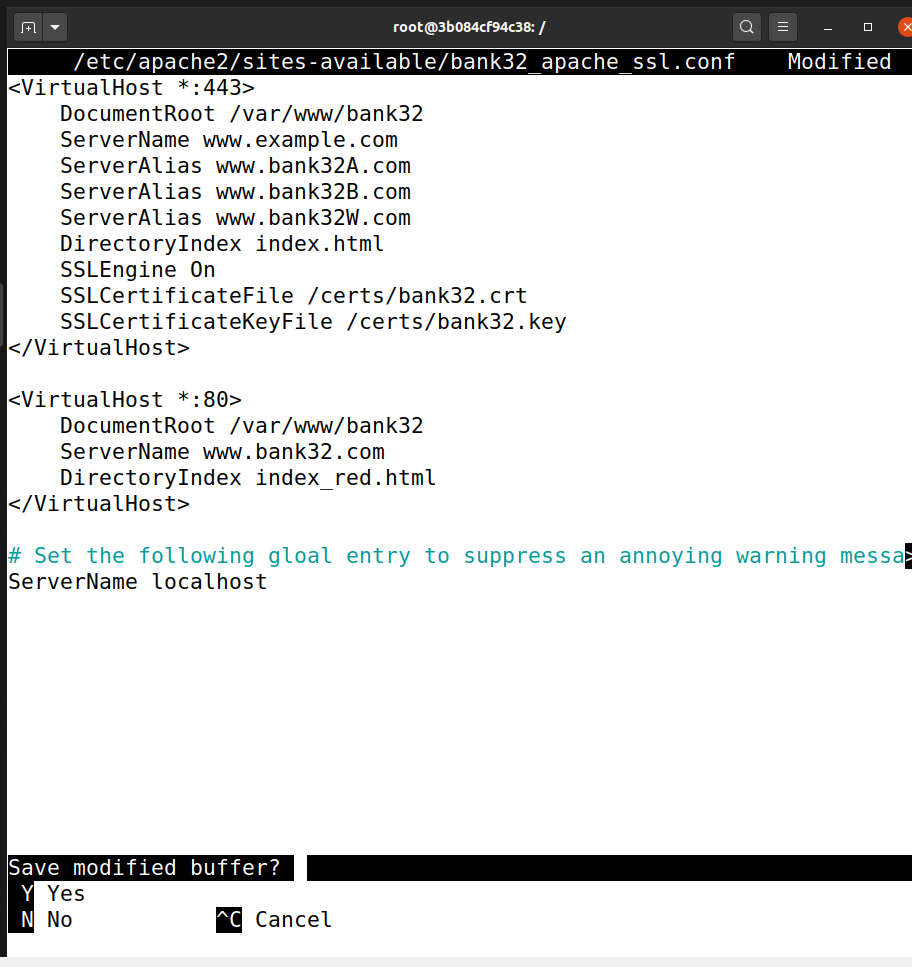 root@3b084cf94c38: /
/etc/apache2/sites-available/bank32_apache_ssl.conf    Modified
<VirtualHost *:443>
    DocumentRoot /var/www/bank32
    ServerName www.example.com
    ServerAlias www.bank32A.com
    ServerAlias www.bank32B.com
    ServerAlias www.bank32W.com
    DirectoryIndex index.html
    SSLEngine On
    SSLCertificateFile /certs/bank32.crt
    SSLCertificateKeyFile /certs/bank32.key
</VirtualHost>

<VirtualHost *:80>
    DocumentRoot /var/www/bank32
    ServerName www.bank32.com
    DirectoryIndex index_red.html
</VirtualHost>

# Set the following gloal entry to suppress an annoying warning messa>
ServerName localhost
Save modified buffer?
 Y Yes
 N No           ^C Cancel